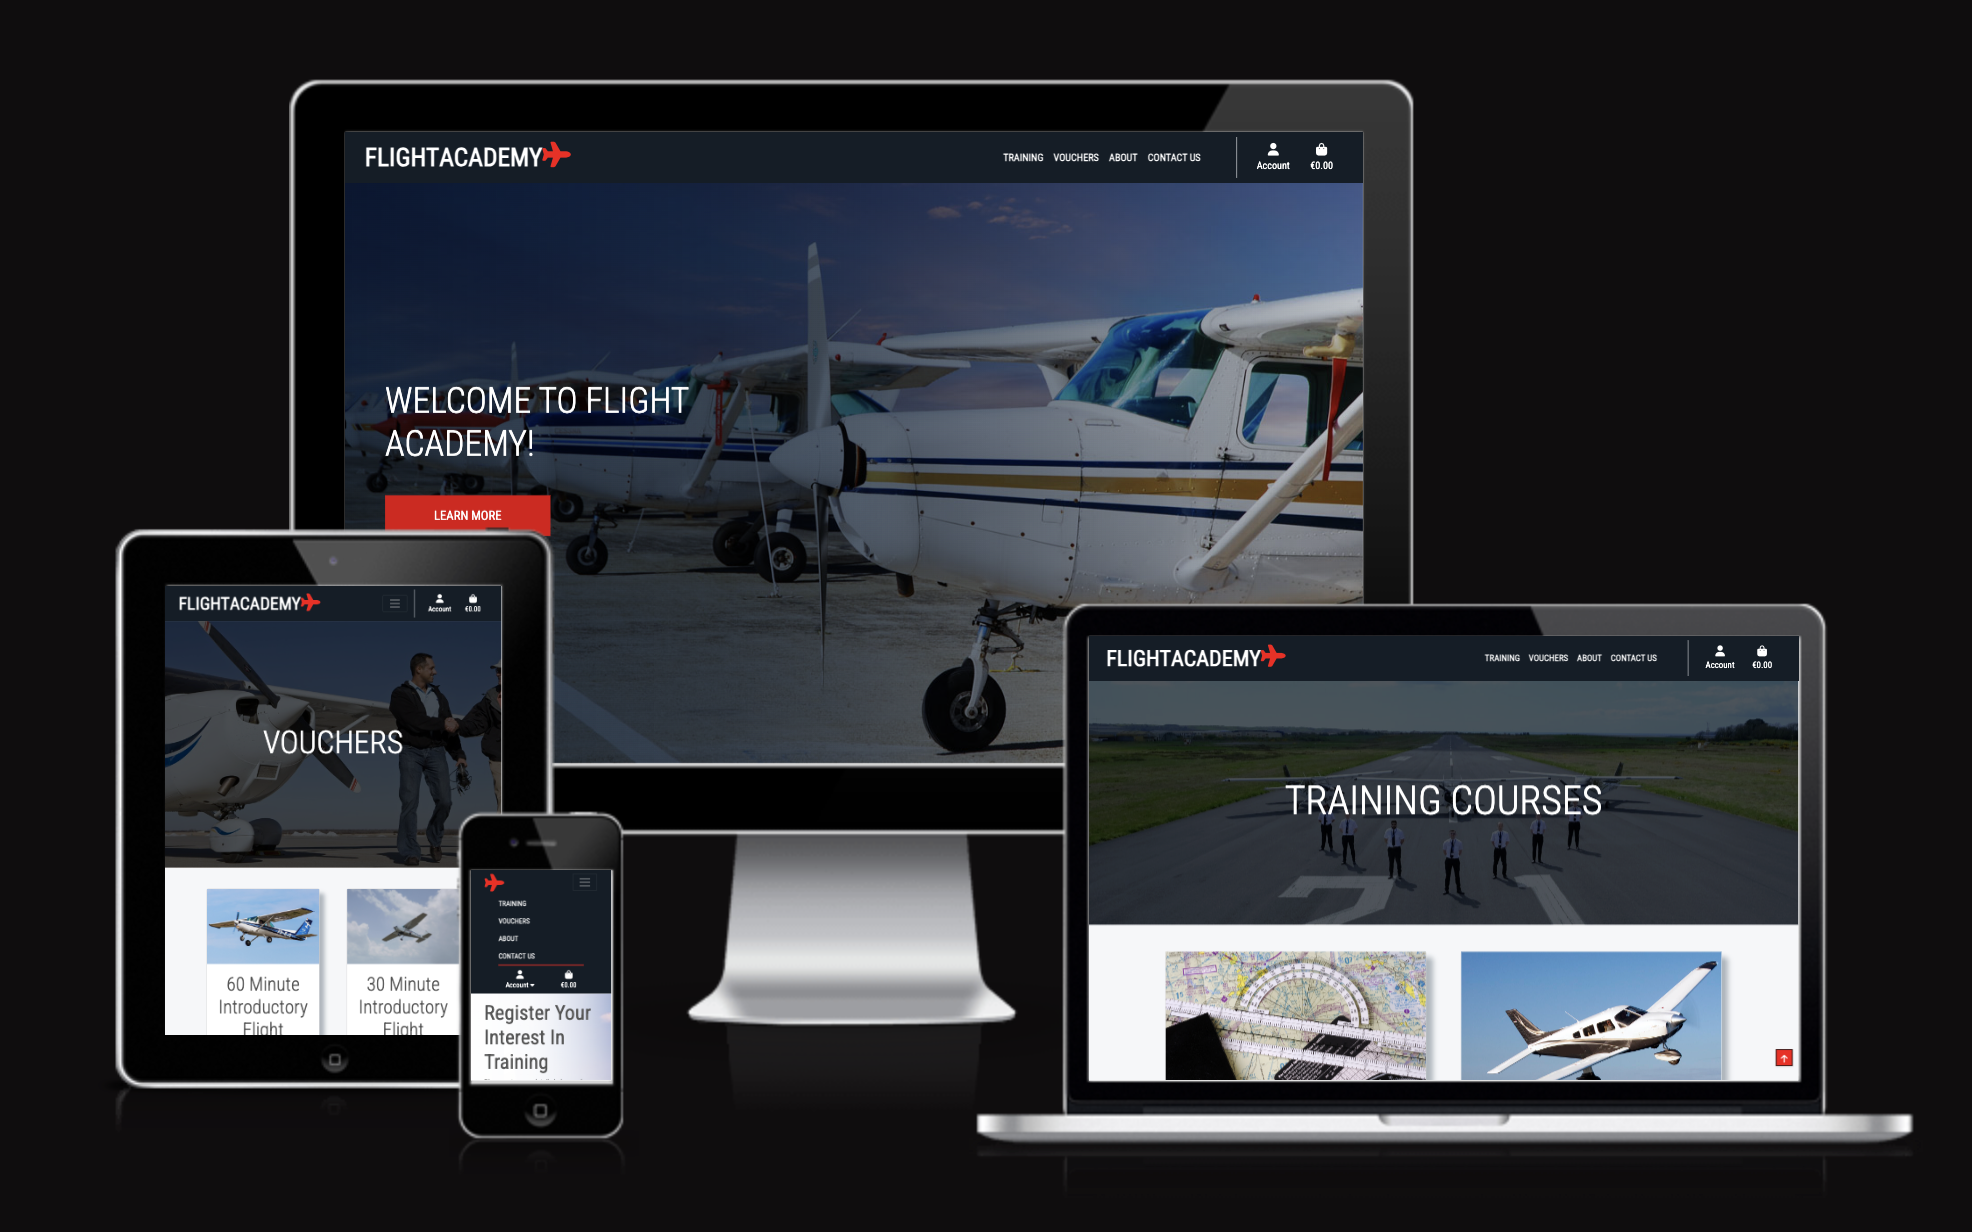 FLIGHTACADEMY
TRAINING VOUCHERS ABOUT CONTACT US
Account €0.00
WELCOME TO FLIGHT
ACADEMY!
LEARN MORE
FLIGHTACADEMY
Account €0.00
VOUCHERS
60 Minute
Introductory
Flight
30 Minute
Introductory
Flight
TRAINING
VOUCHERS
ABOUT
CONTACT US
Account €0.00
Register Your
Interest In
Training
FLIGHTACADEMY
TRAINING VOUCHERS ABOUT CONTACT US
Account €0.00
TRAINING COURSES
21